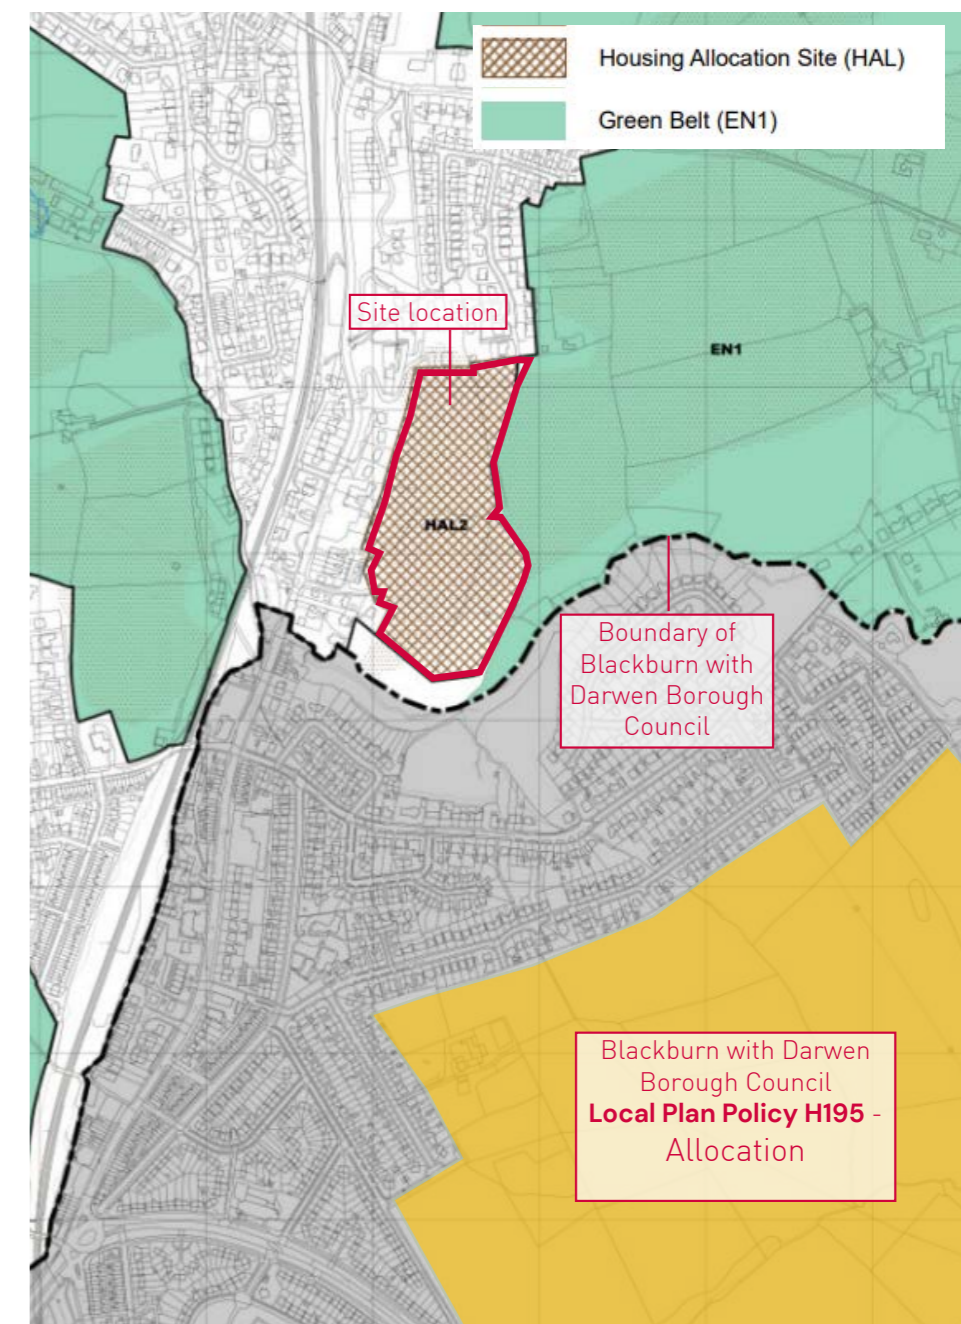 Housing Allocation Site (HAL)
Green Belt (EN1)
Site location
EN1
HAL2
Boundary of
Blackburn with
Darwen Borough
Council
Blackburn with Darwen
Borough Council
Local Plan Policy H195 -
Allocation